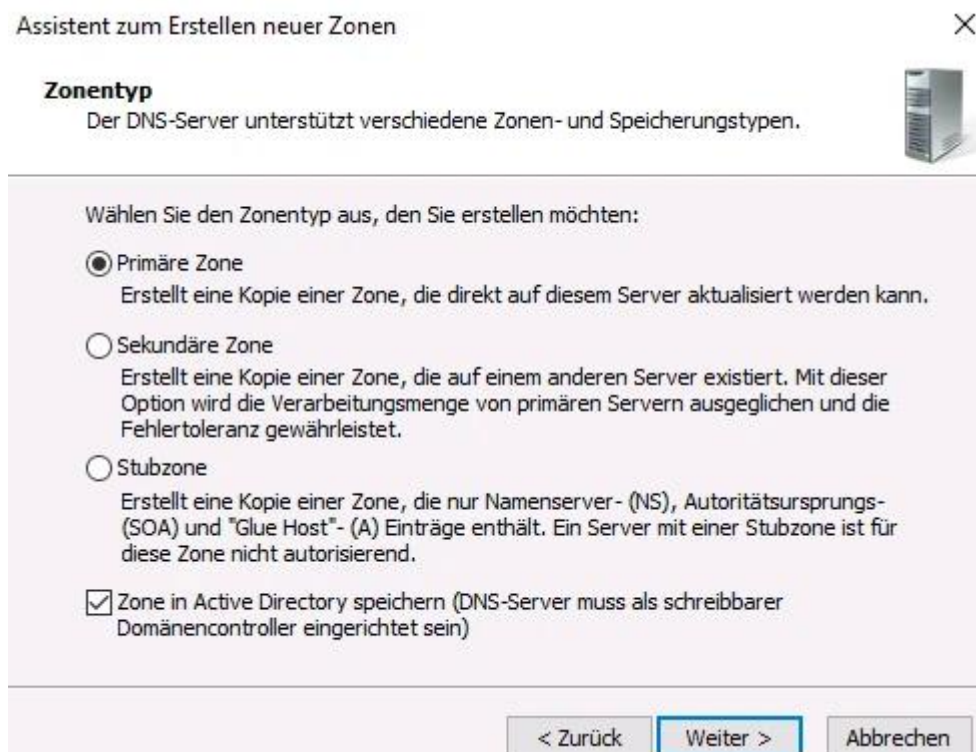 Assistent zum Erstellen neuer Zonen
Zonentyp
Der DNS-Server unterstützt verschiedene Zonen- und Speicherungstypen.
Wählen Sie den Zonentyp aus, den Sie erstellen möchten:
Primäre Zone
Erstellt eine Kopie einer Zone, die direkt auf diesem Server aktualisiert werden kann.
Sekundäre Zone
Erstellt eine Kopie einer Zone, die auf einem anderen Server existiert. Mit dieser
Option wird die Verarbeitungsmenge von primären Servern ausgeglichen und die
Fehlertoleranz gewährleistet.
Stubzone
Erstellt eine Kopie einer Zone, die nur Namenserver- (NS), Autoritätsursprungs-
(SOA) und "Glue Host"- (A) Einträge enthält. Ein Server mit einer Stubzone ist für
diese Zone nicht autorisierend.
Zone in Active Directory speichern (DNS-Server muss als schreibbarer
Domänencontroller eingerichtet sein)
< Zurück Weiter > Abbrechen